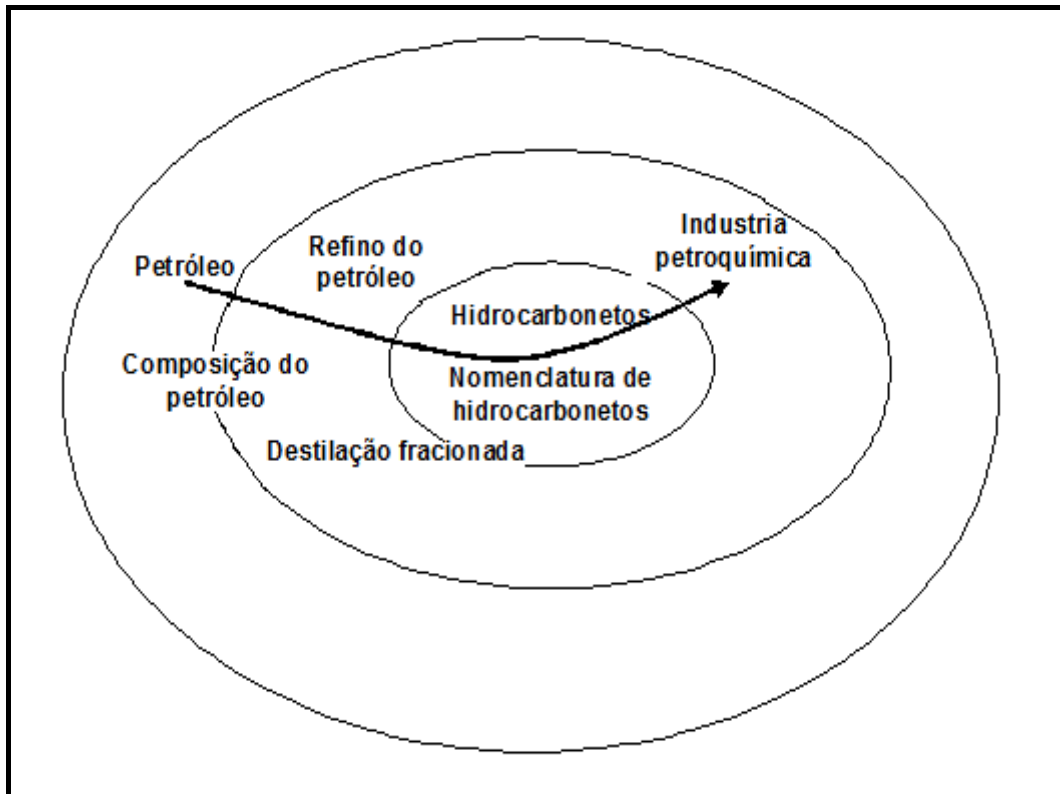 Petróleo
Refino do
petróleo
Industria
petroquímica
Hidrocarbonetos
Composição do
petróleo
Nomenclatura de
hidrocarbonetos
Destilação fracionada